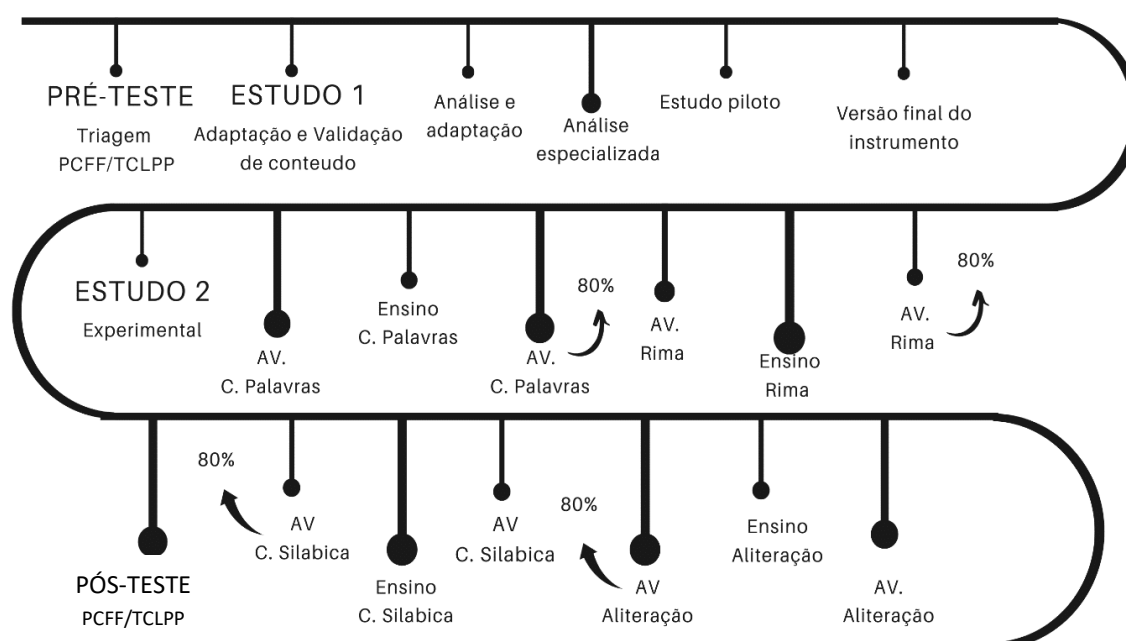 PRÉ-TESTE
Triagem
PCFF/TCLPP
ESTUDO 1
Adaptação e Validação
de conteudo
Análise e
adaptação
Análise
especializada
Estudo piloto
Versão final do
instrumento
ESTUDO 2
Experimental
AV.
C. Palavras
Ensino
C. Palavras
AV.
C. Palavras
80%
AV.
Rima
Ensino
Rima
AV.
Rima
80%
PÓS-TESTE
PCFF/TCLPP
80%
AV
C. Silabica
Ensino
C. Silabica
AV
C. Silabica
80%
AV
Aliteração
Ensino
Aliteração
AV.
Aliteração